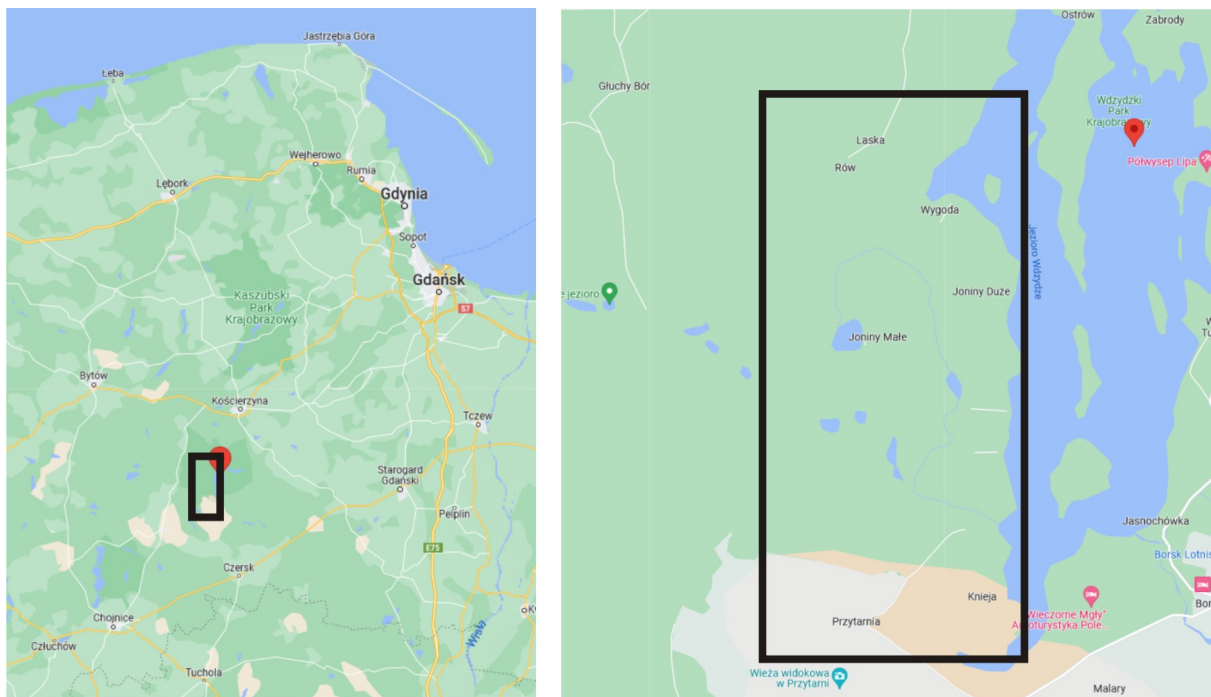 Jastrzębia Góra
Łeba
Wejherowo
Rumia
Lębork
Gdynia
Sopot
Gdańsk
S7
Kaszubski
Park
Krajobrazowy
Bytów
Kościerzyna
Tczew
Starogard
Gdański
Pelplin
E75
Czersk
Chojnice
Człuchów
Tuchola
Ostrów
Zabrody
Głuchy Bór
Wdzydzki
Park
Krajobrazowy
Półwysep Lipa
Laska
Rów
Wygoda
jezioro Wdzydze
e jezioro
Joniny Duże
Joniny Małe
W
Tu
Jasnochówka
Borsk Lotnis
Knieja
"Wieczorne Mgły"
Agroturystyka Pole...
Bor
Przytarnia
Wieża widokowa
w Przytarni
Malary